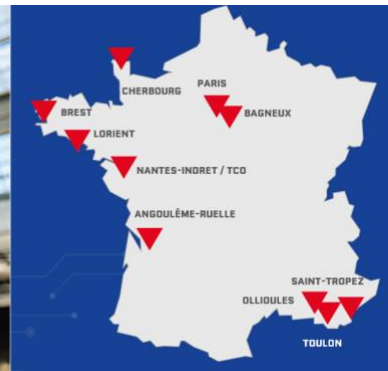 CHERBOURG
PARIS
BREST
BAGNEUX
LORIENT
NANTES-INDRET / TCO
ANGOULÊME-RUELLE
SAINT-TROPEZ
OLLIOULES
TOULON